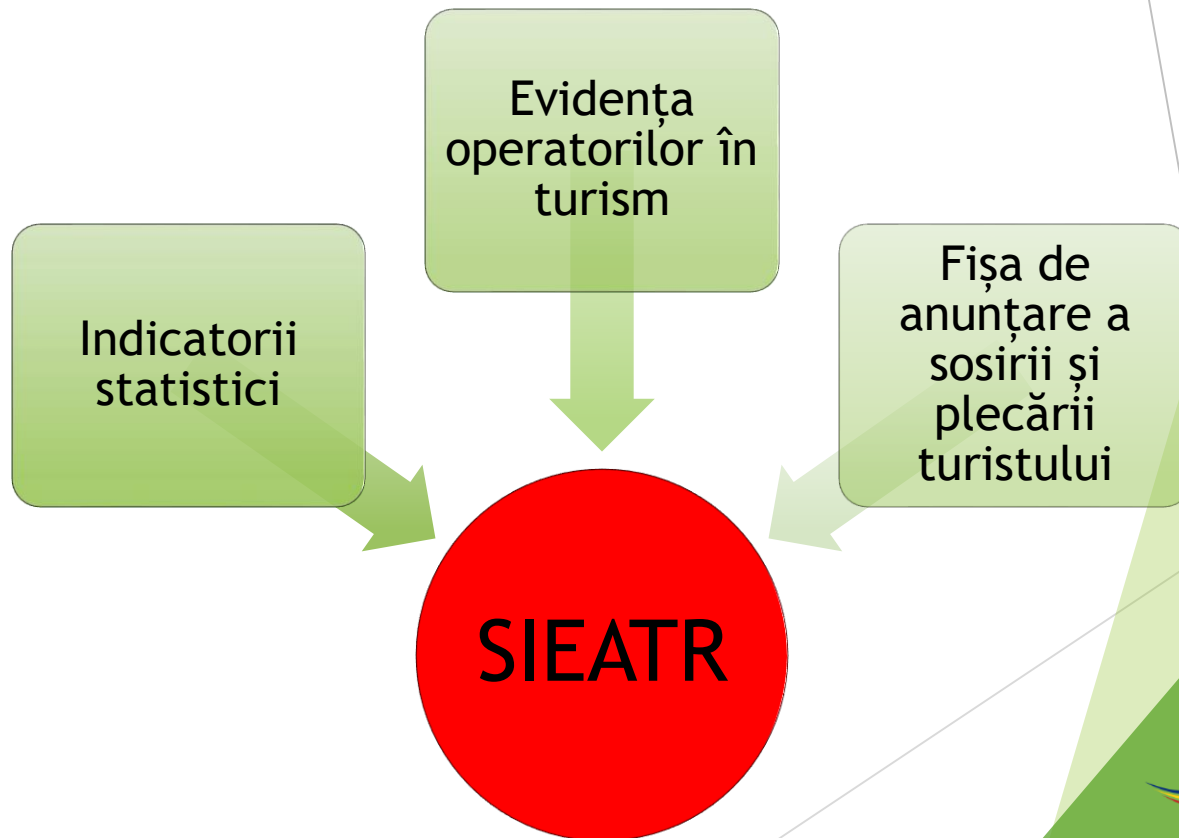 Evidența
operatorilor în
turism
Indicatorii
statistici
Fișa de
anunțare a
sosirii și
plecării
turistului
SIEATR